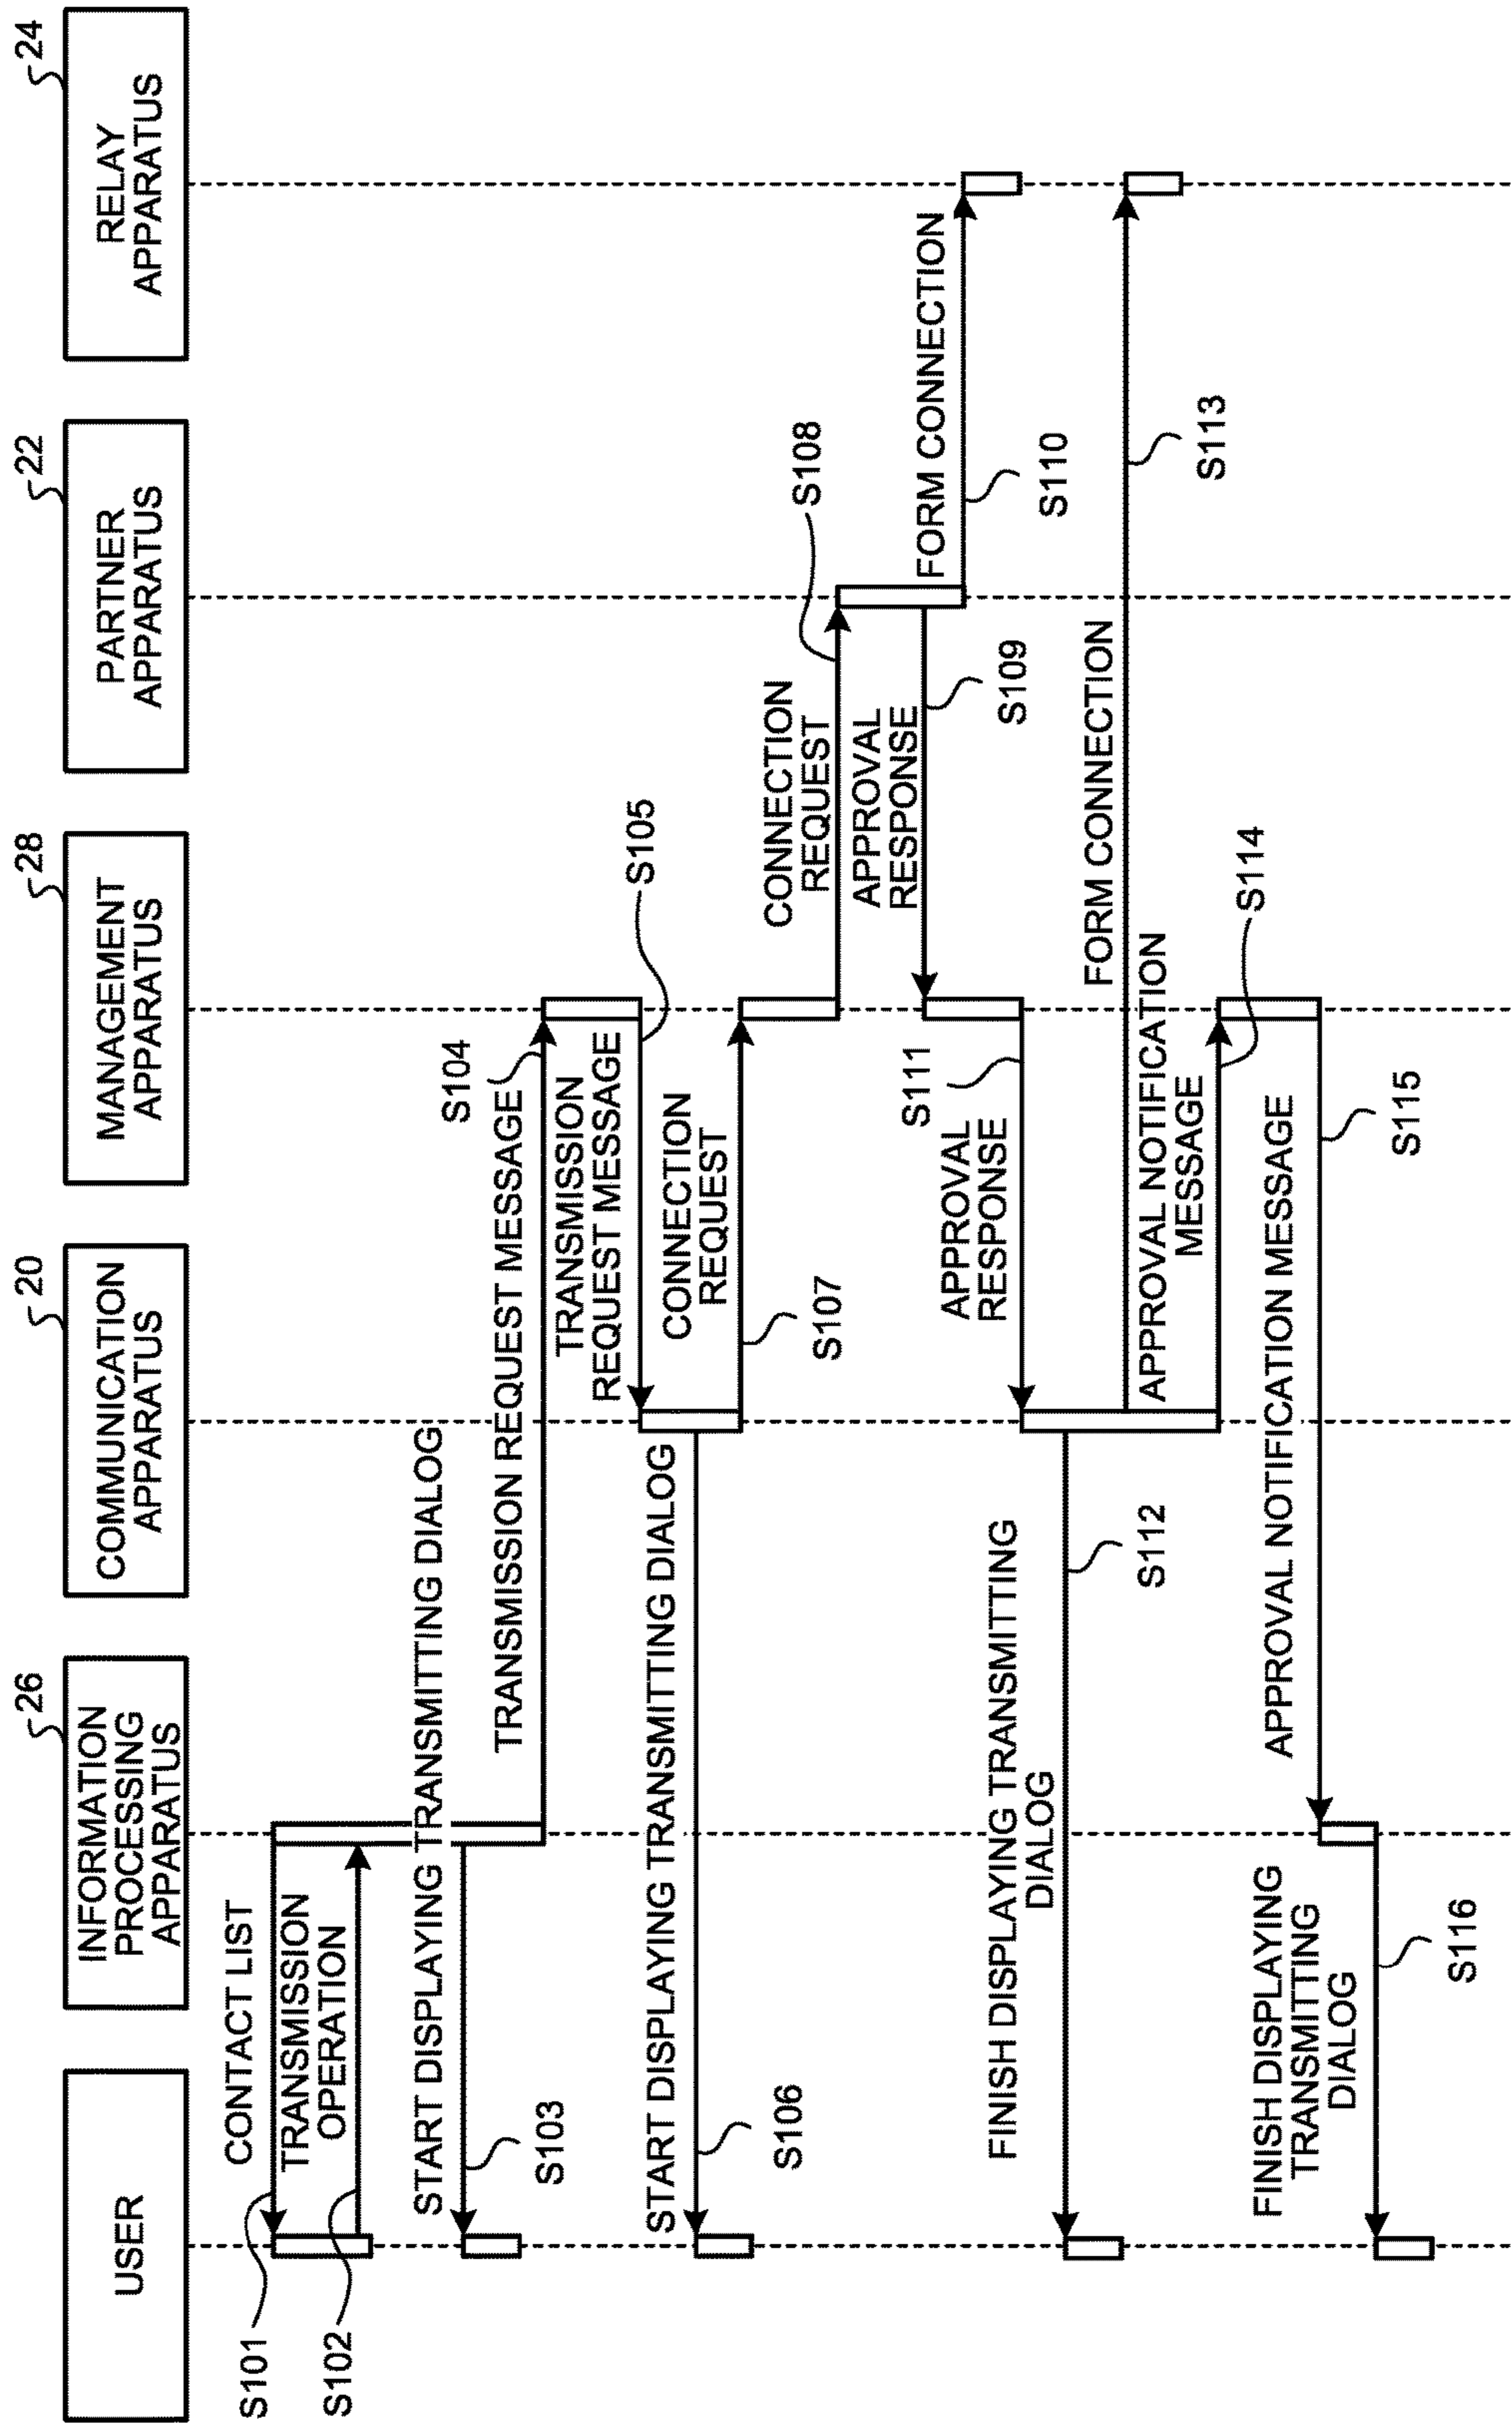 USER
INFORMATION
PROCESSING
APPARATUS
26
COMMUNICATION
APPARATUS
20
MANAGEMENT
APPARATUS
28
PARTNER
APPARATUS
22
RELAY
APPARATUS
24
S101
CONTACT LIST
S102
TRANSMISSION
OPERATION
START DISPLAYING TRANSMITTING DIALOG
S103
TRANSMISSION REQUEST MESSAGE
S104
TRANSMISSION
REQUEST MESSAGE
S105
START DISPLAYING TRANSMITTING DIALOG
S106
CONNECTION
REQUEST
S107
CONNECTION
REQUEST
S108
APPROVAL
RESPONSE
S109
FORM CONNECTION
S110
APPROVAL
RESPONSE
S111
FINISH DISPLAYING TRANSMITTING
DIALOG
S112
FORM CONNECTION
S113
APPROVAL NOTIFICATION
MESSAGE
S114
APPROVAL NOTIFICATION MESSAGE
S115
FINISH DISPLAYING
TRANSMITTING
DIALOG
S116